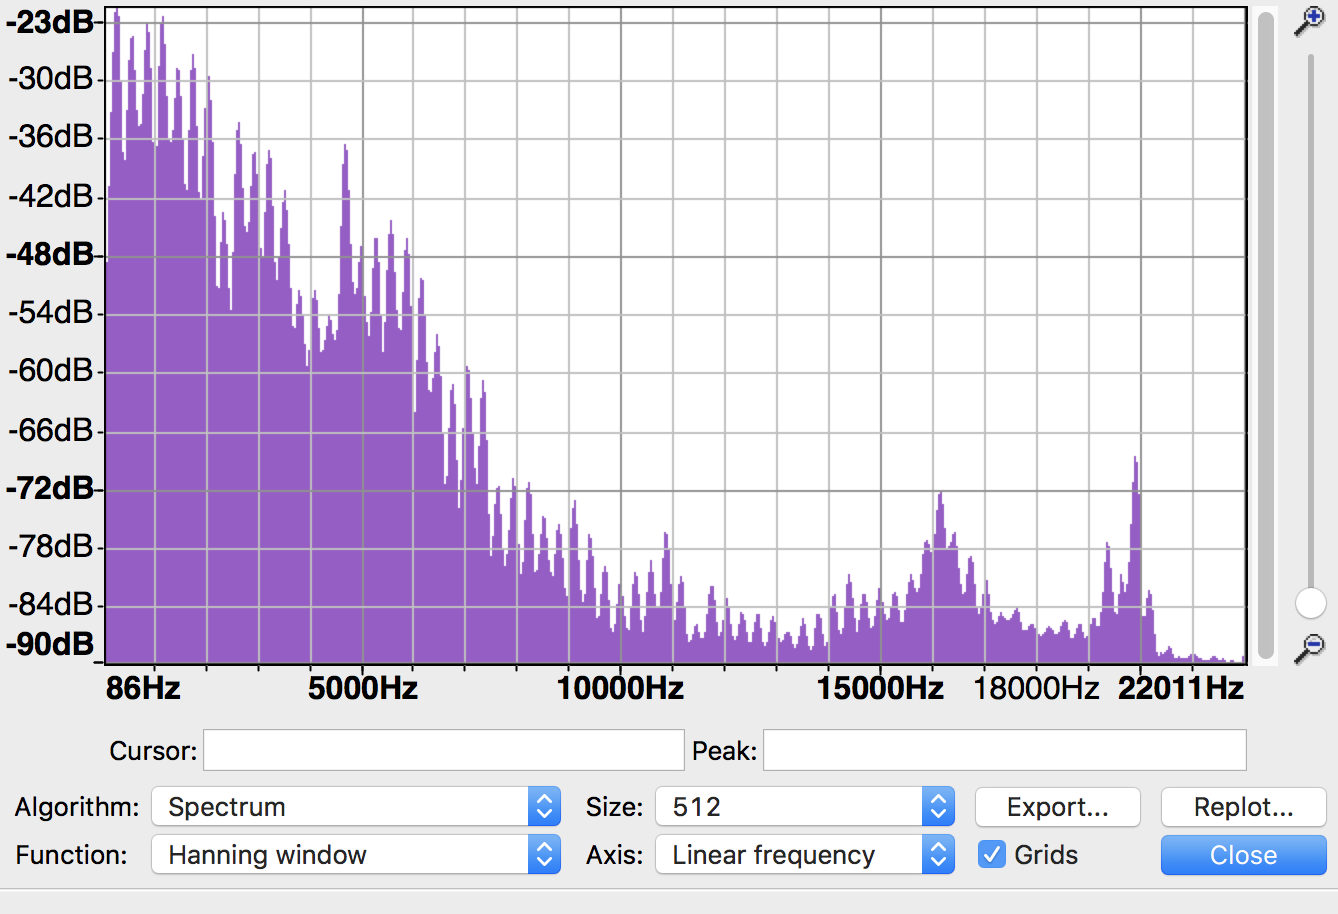 -23dB
-30dB
-36dB
-42dB
-48dB
-54dB
-60dB
-66dB
-72dB
-78dB
-84dB
-90dB
86Hz 5000Hz 10000Hz 15000Hz 18000Hz 22011Hz
Cursor: Peak:
Algorithm: Spectrum Size: 512 Export... Replot...
Function: Hanning window Axis: Linear frequency Grids Close